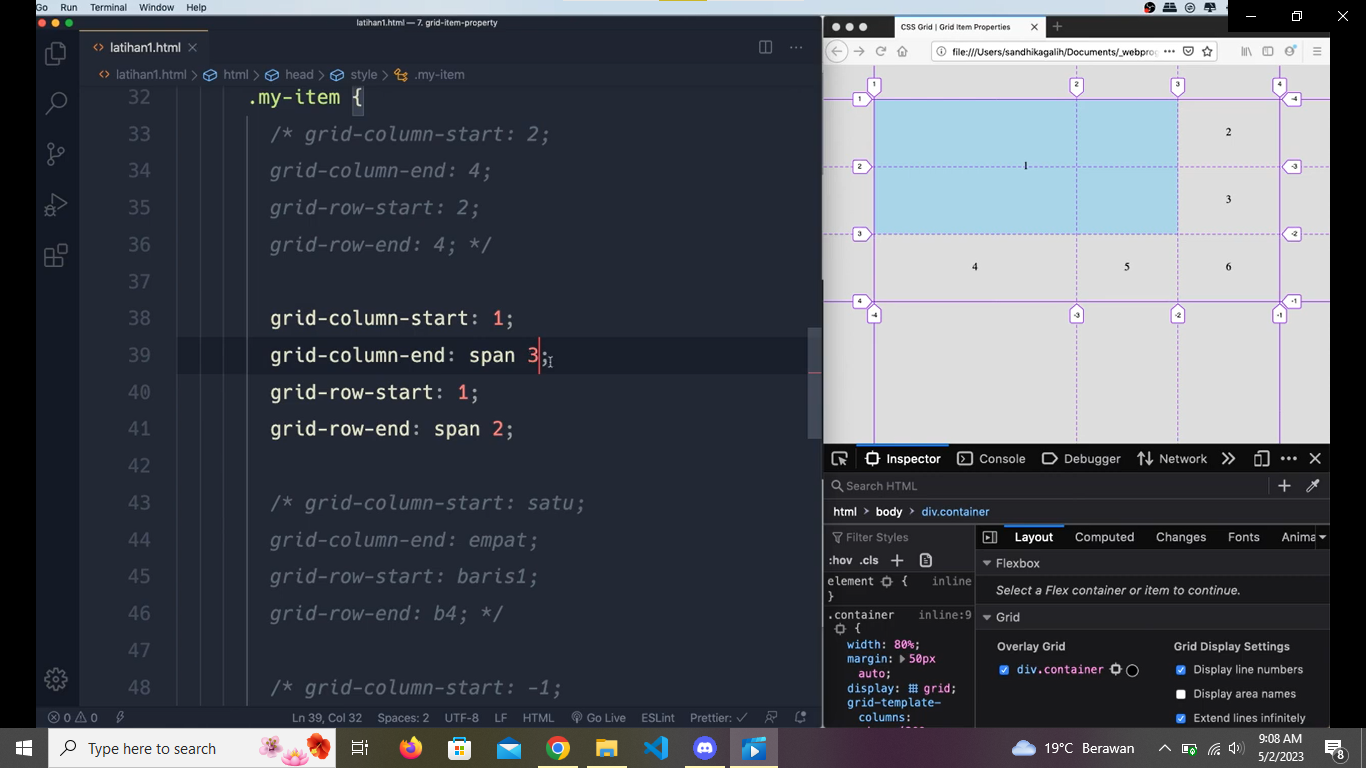 Go Run Terminal Window Help
latihan1.html — 7. grid-item-property
latihan1.html
latihan1.html > html > head > style > .my-item
32 .my-item {
33 /* grid-column-start: 2;
34 grid-column-end: 4;
35 grid-row-start: 2;
36 grid-row-end: 4; */
37
38 grid-column-start: 1;
39 grid-column-end: span 3;
40 grid-row-start: 1;
41 grid-row-end: span 2;
42
43 /* grid-column-start: satu;
44 grid-column-end: empat;
45 grid-row-start: baris1;
46 grid-row-end: b4; */
47
48 /* grid-column-start: -1;
0 0 Ln 39, Col 32 Spaces: 2 UTF-8 LF HTML Go Live ESLint Prettier: ✓
CSS Grid | Grid Item Properties
file:///Users/sandhikagalih/Documents/_webprog
1 2 3 4
1 -4
2
2 1 -3
3
3 -2
4 5 6
4 -1
-4 -3 -2 -1
Inspector Console Debugger Network
Search HTML
html > body > div.container
Filter Styles
:hov .cls
element { inline
}
.container inline:9
{
width: 80%;
margin: 50px
auto;
display: grid;
grid-template-
columns:
Layout Computed Changes Fonts Anima
Flexbox
Select a Flex container or item to continue.
Grid
Overlay Grid Grid Display Settings
div.container Display line numbers
Display area names
Extend lines infinitely
Type here to search
19°C Berawan
9:08 AM
5/2/2023
8